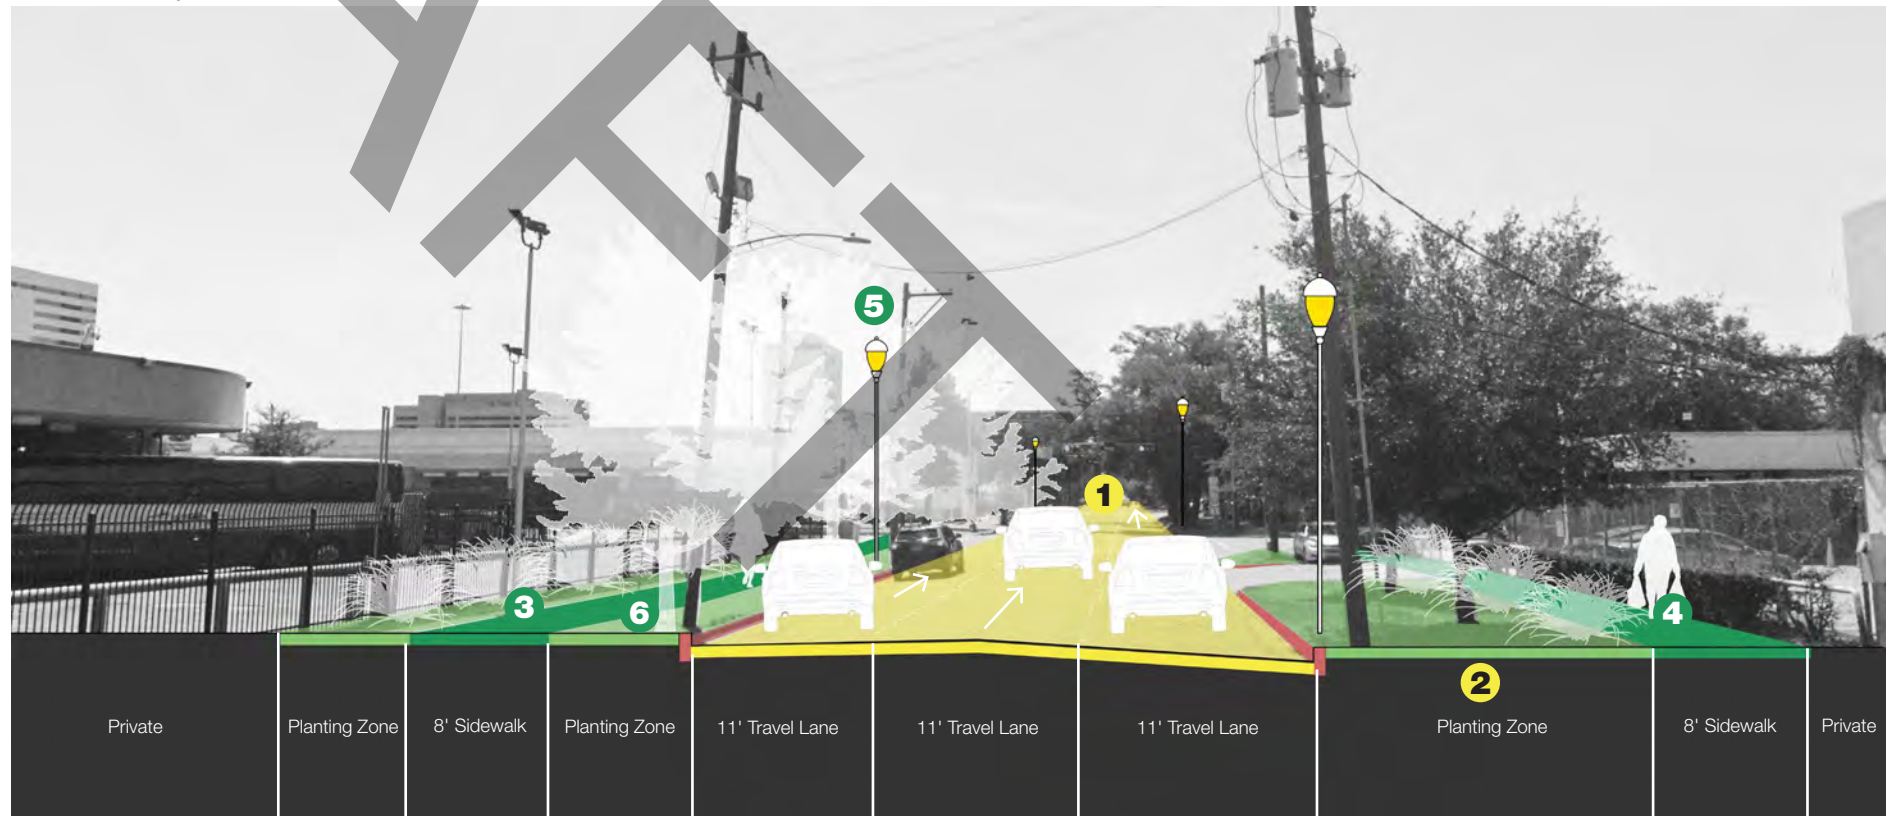 5
1
3
6
4
2
Private
Planting Zone
8' Sidewalk
Planting Zone
11' Travel Lane
11' Travel Lane
11' Travel Lane
Planting Zone
8' Sidewalk
Private